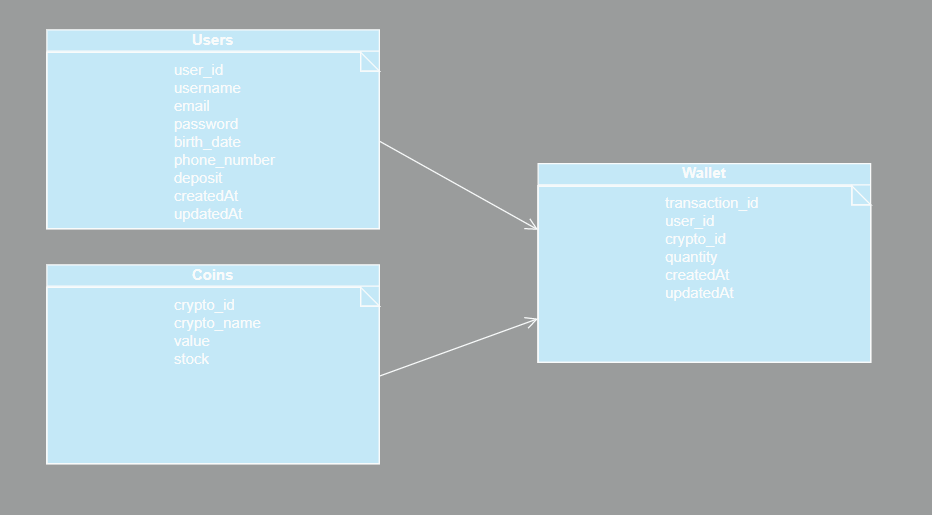 Users
user_id
username
email
password
birth_date
phone_number
deposit
createdAt
updatedAt
Coins
crypto_id
crypto_name
value
stock
Wallet
transaction_id
user_id
crypto_id
quantity
createdAt
updatedAt